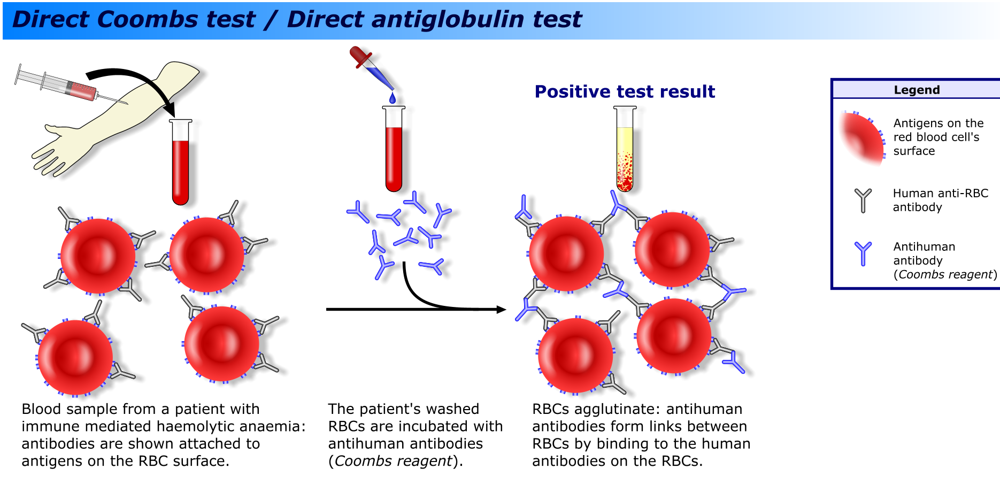 Direct Coombs test / Direct antiglobulin test
Positive test result
Legend
Antigens on the
red blood cell's
surface
Human anti-RBC
antibody
Antihuman
antibody
(Coombs reagent)
Blood sample from a patient with
immune mediated haemolytic anaemia:
antibodies are shown attached to
antigens on the RBC surface.
The patient's washed
RBCs are incubated with
antihuman antibodies
(Coombs reagent).
RBCs agglutinate: antihuman
antibodies form links between
RBCs by binding to the human
antibodies on the RBCs.